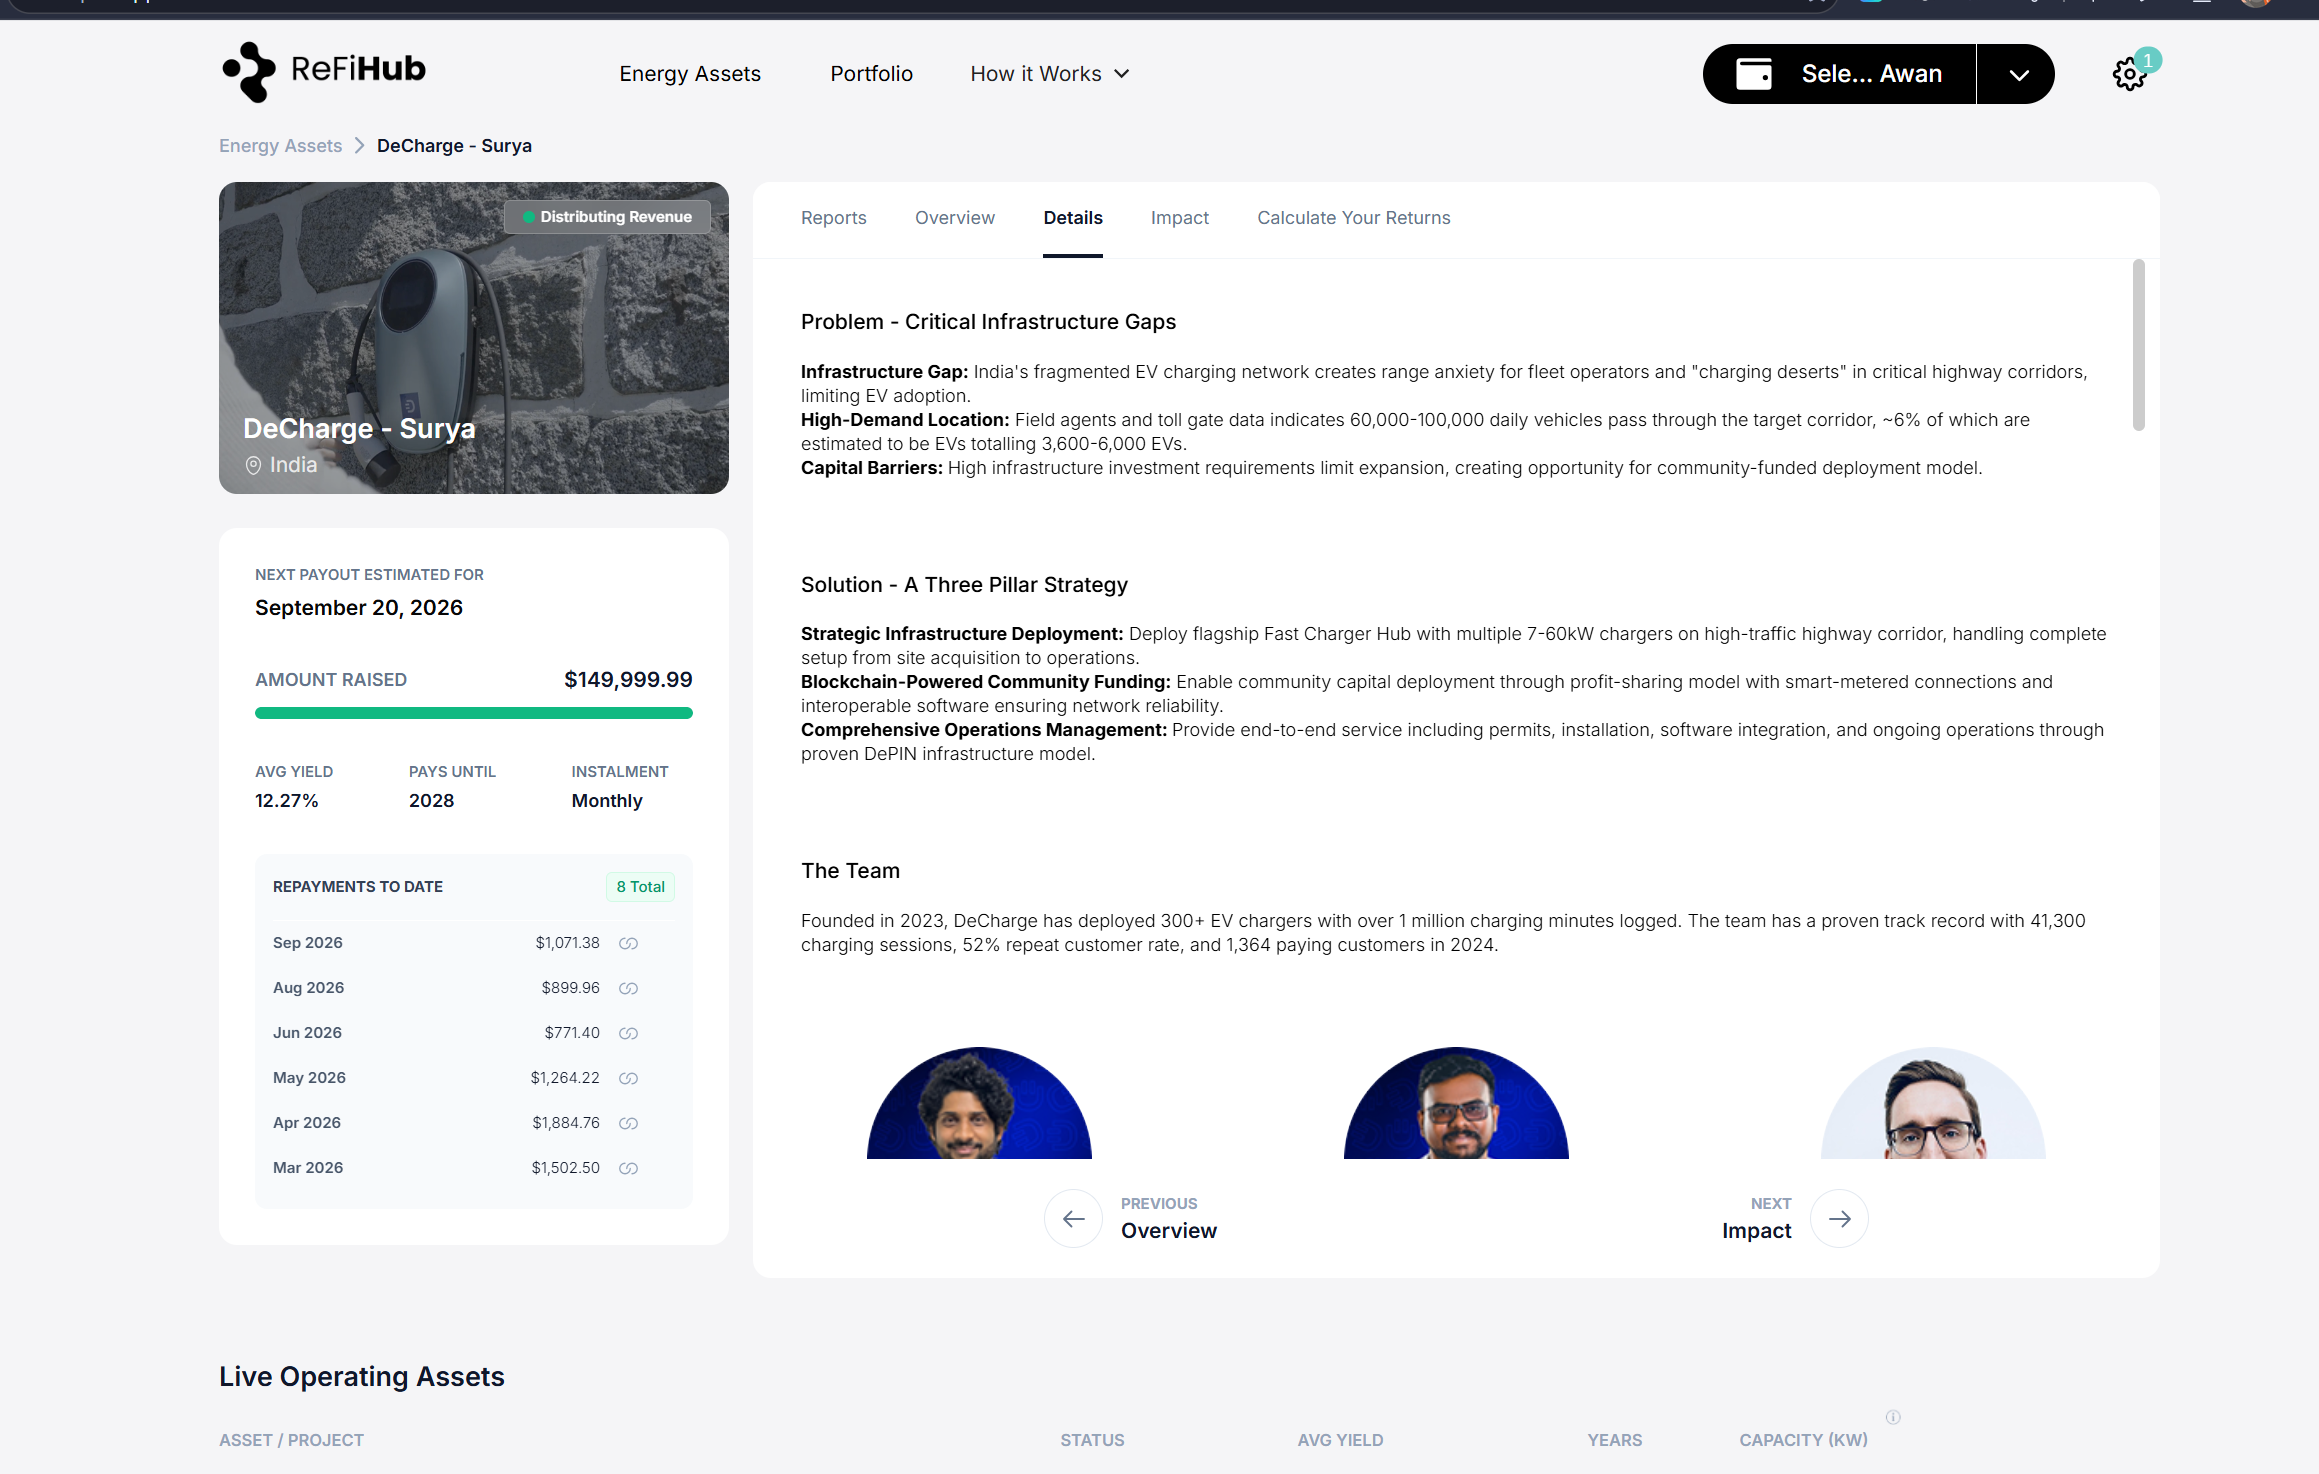 ReFiHub
Energy Assets
Portfolio
How it Works
Sele... Awan
1
Energy Assets
DeCharge - Surya
Distributing Revenue
DeCharge - Surya
India
NEXT PAYOUT ESTIMATED FOR
September 20, 2026
AMOUNT RAISED
$149,999.99
AVG YIELD
PAYS UNTIL
INSTALMENT
12.27%
2028
Monthly
REPAYMENTS TO DATE
8 Total
Sep 2026
$1,071.38
Aug 2026
$899.96
Jun 2026
$771.40
May 2026
$1,264.22
Apr 2026
$1,884.76
Mar 2026
$1,502.50
Reports
Overview
Details
Impact
Calculate Your Returns
Problem - Critical Infrastructure Gaps
Infrastructure Gap: India's fragmented EV charging network creates range anxiety for fleet operators and "charging deserts" in critical highway corridors,
limiting EV adoption.
High-Demand Location: Field agents and toll gate data indicates 60,000-100,000 daily vehicles pass through the target corridor, ~6% of which are
estimated to be EVs totalling 3,600-6,000 EVs.
Capital Barriers: High infrastructure investment requirements limit expansion, creating opportunity for community-funded deployment model.
Solution - A Three Pillar Strategy
Strategic Infrastructure Deployment: Deploy flagship Fast Charger Hub with multiple 7-60kW chargers on high-traffic highway corridor, handling complete
setup from site acquisition to operations.
Blockchain-Powered Community Funding: Enable community capital deployment through profit-sharing model with smart-metered connections and
interoperable software ensuring network reliability.
Comprehensive Operations Management: Provide end-to-end service including permits, installation, software integration, and ongoing operations through
proven DePIN infrastructure model.
The Team
Founded in 2023, DeCharge has deployed 300+ EV chargers with over 1 million charging minutes logged. The team has a proven track record with 41,300
charging sessions, 52% repeat customer rate, and 1,364 paying customers in 2024.
PREVIOUS
Overview
NEXT
Impact
Live Operating Assets
ASSET / PROJECT
STATUS
AVG YIELD
YEARS
CAPACITY (KW)